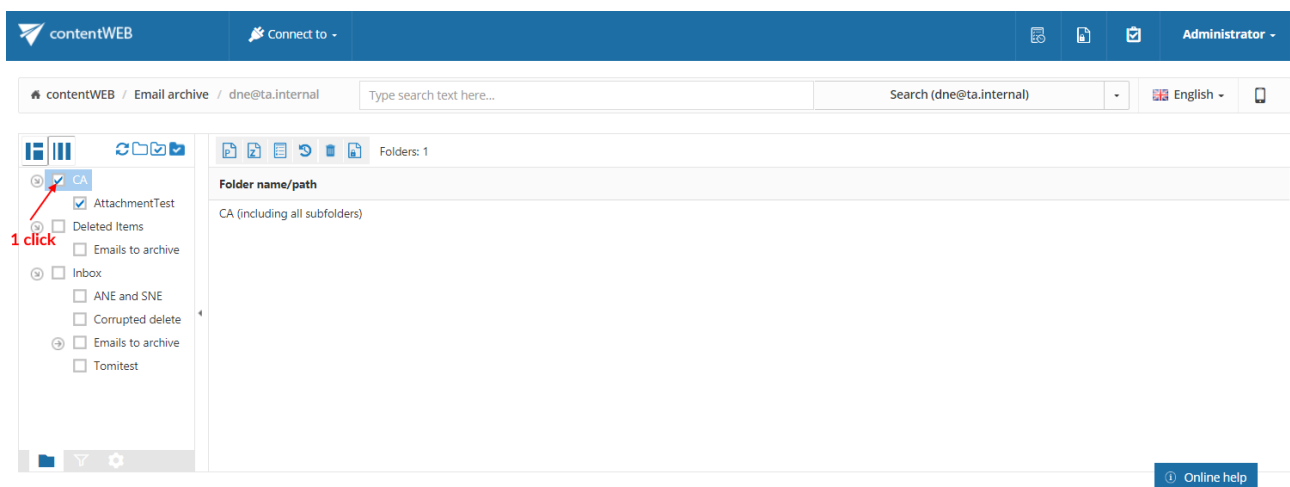 contentWEB
Connect to
Administrator
contentWEB / Email archive / dne@ta.internal
Type search text here...
Search (dne@ta.internal)
English
Folders: 1
CA
AttachmentTest
Deleted Items
1 click
Emails to archive
Inbox
ANE and SNE
Corrupted delete
Emails to archive
Tomitest
Folder name/path
CA (including all subfolders)
Online help